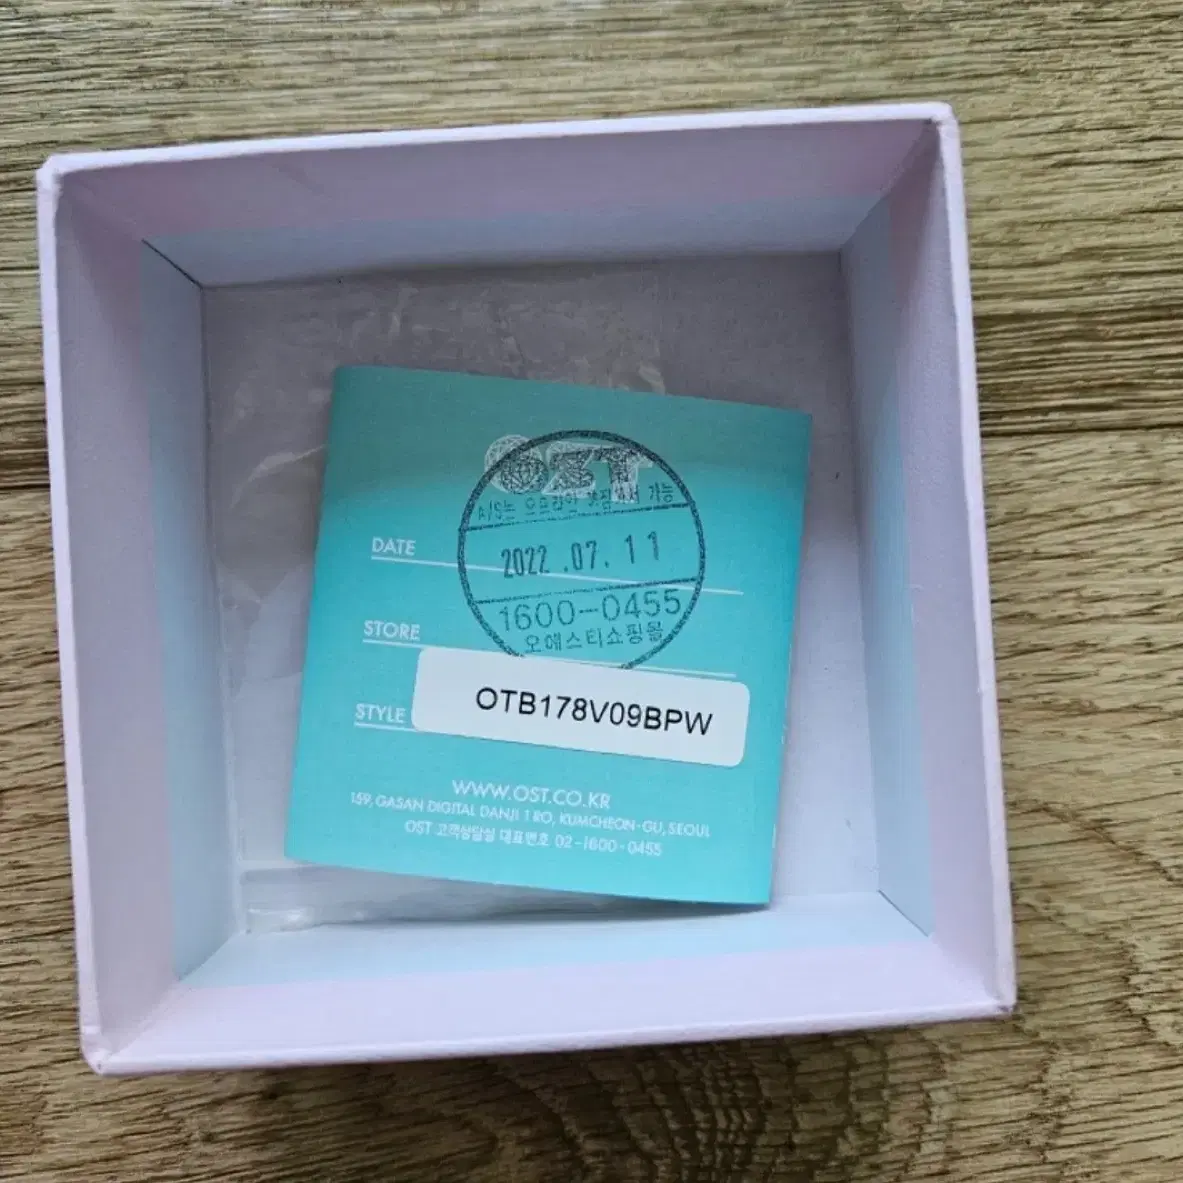 OST
A/S는 오프라인 매장에서 가능
DATE
2022.07.11
1600-0455
STORE
오에스티쇼핑몰
STYLE
OTB178V09BPW
WWW.OST.CO.KR
159, GASAN DIGITAL DANJI 1 RO, KUMCHEON-GU, SEOUL
OST 고객상담실 대표번호 02-1600-0455